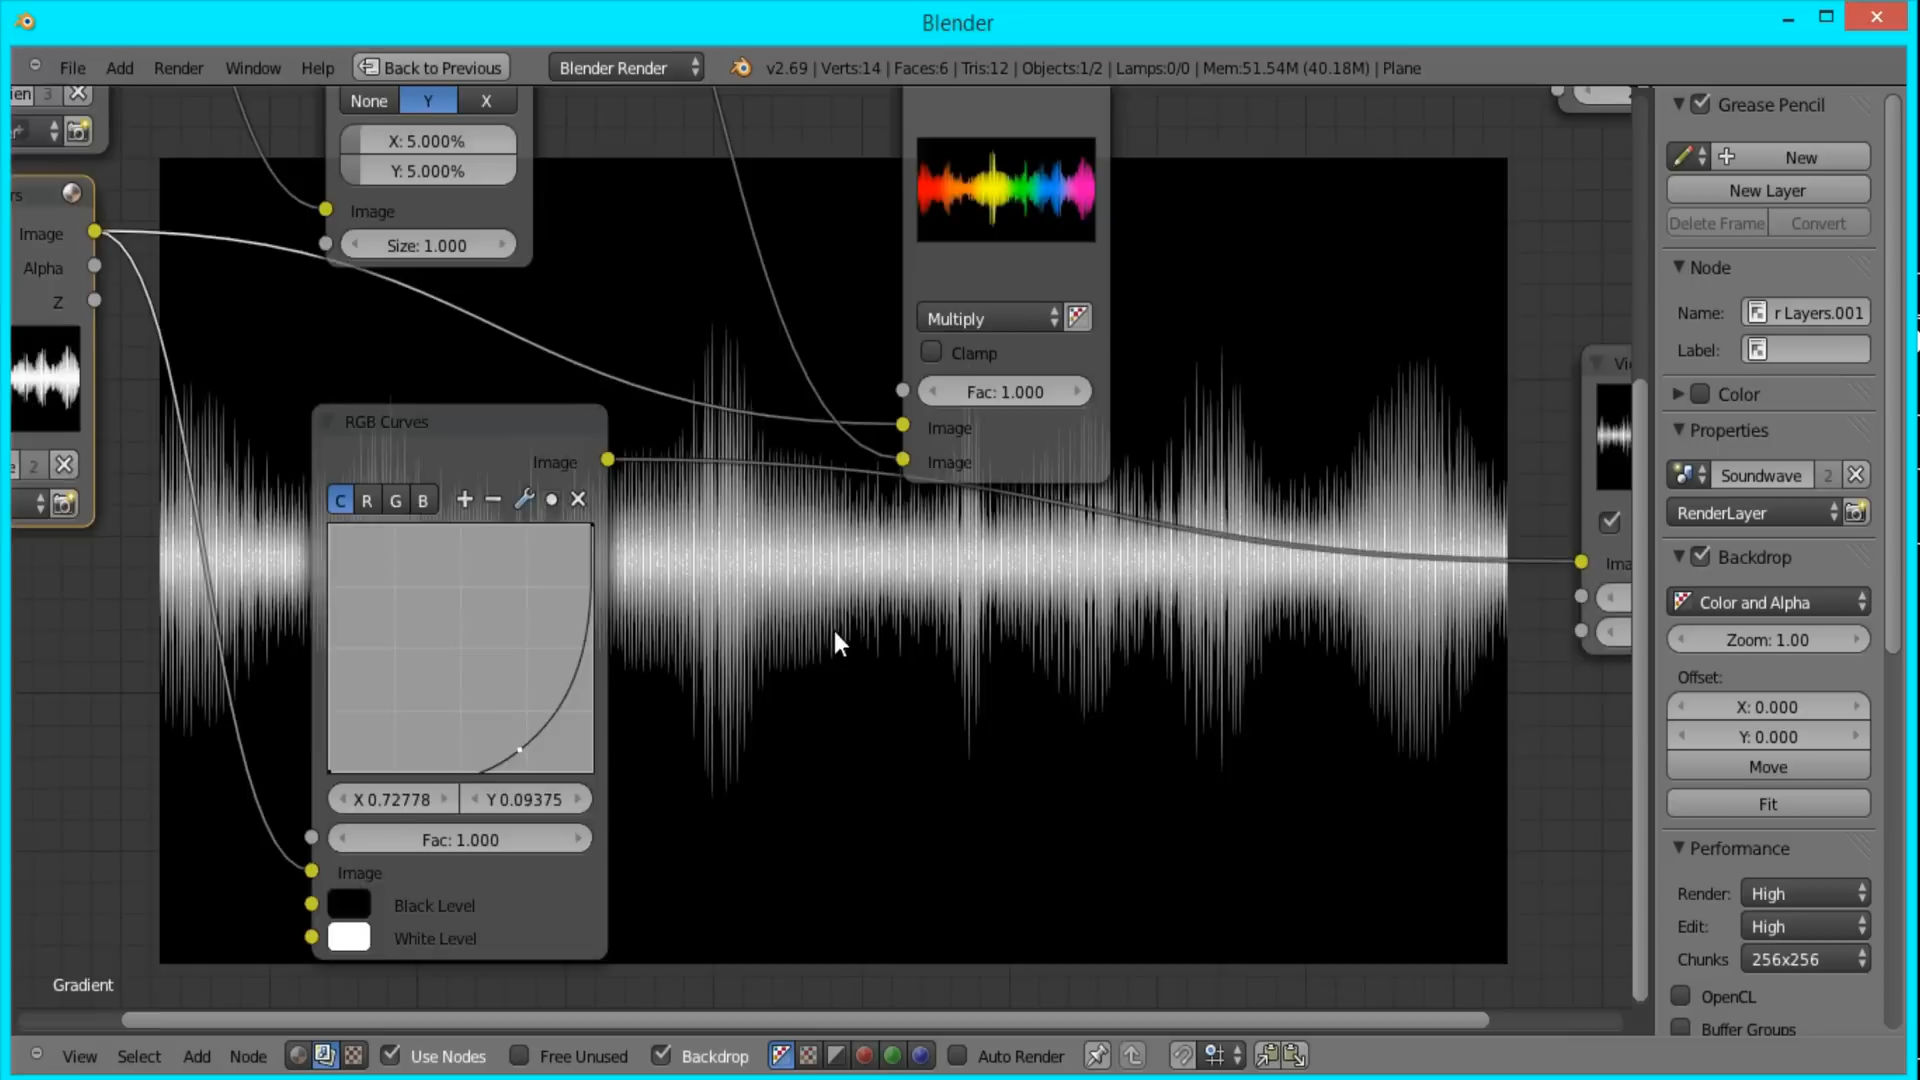 Blender
File Add Render Window Help Back to Previous Blender Render v2.69 | Verts:14 | Faces:6 | Tris:12 | Objects:1/2 | Lamps:0/0 | Mem:51.54M (40.18M) | Plane
3
None Y X
X: 5.000%
Y: 5.000%
Image
Size: 1.000
Image
Alpha
Z
2
Multiply
Clamp
Fac: 1.000
Image
Image
RGB Curves
Image
C R G B
X 0.72778 Y 0.09375
Fac: 1.000
Image
Black Level
White Level
Gradient
Grease Pencil
New
New Layer
Delete Frame Convert
Node
Name: r Layers.001
Label:
Color
Properties
Soundwave 2
RenderLayer
Backdrop
Color and Alpha
Zoom: 1.00
Offset:
X: 0.000
Y: 0.000
Move
Fit
Performance
Render: High
Edit: High
Chunks 256x256
OpenCL
Buffer Groups
View Select Add Node Use Nodes Free Unused Backdrop Auto Render